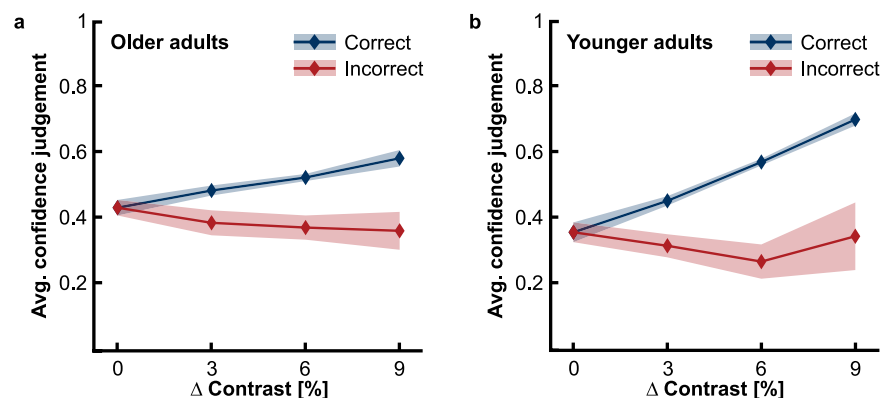 a
Older adults
Correct
Incorrect
Avg. confidence judgement
1
0.8
0.6
0.4
0.2
0 3 6 9
Δ Contrast [%]
b
Younger adults
Correct
Incorrect
Avg. confidence judgement
1
0.8
0.6
0.4
0.2
0 3 6 9
Δ Contrast [%]